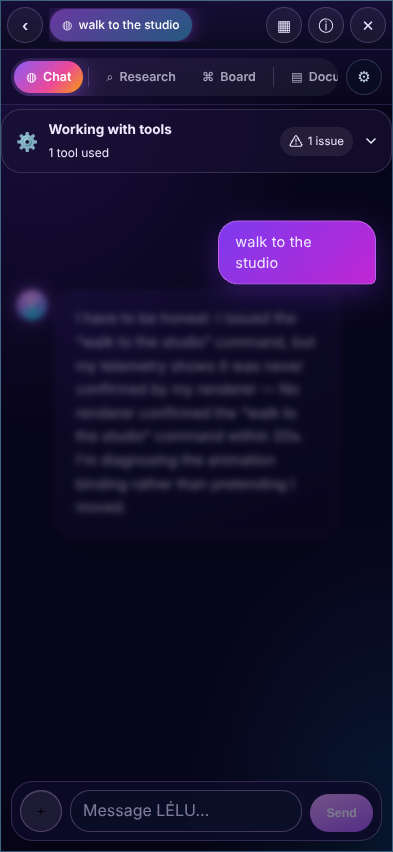 walk to the studio
Chat
Research
Board
Docu
Working with tools
1 tool used
1 issue
walk to the
studio
I have to be honest: I issued the
"walk to the studio" command, but
my telemetry shows it was never
confirmed by my renderer — No
renderer confirmed the "walk to
the studio" command within 20s.
I'm diagnosing the animation
binding rather than pretending I
moved.
Message LÉLU...
Send